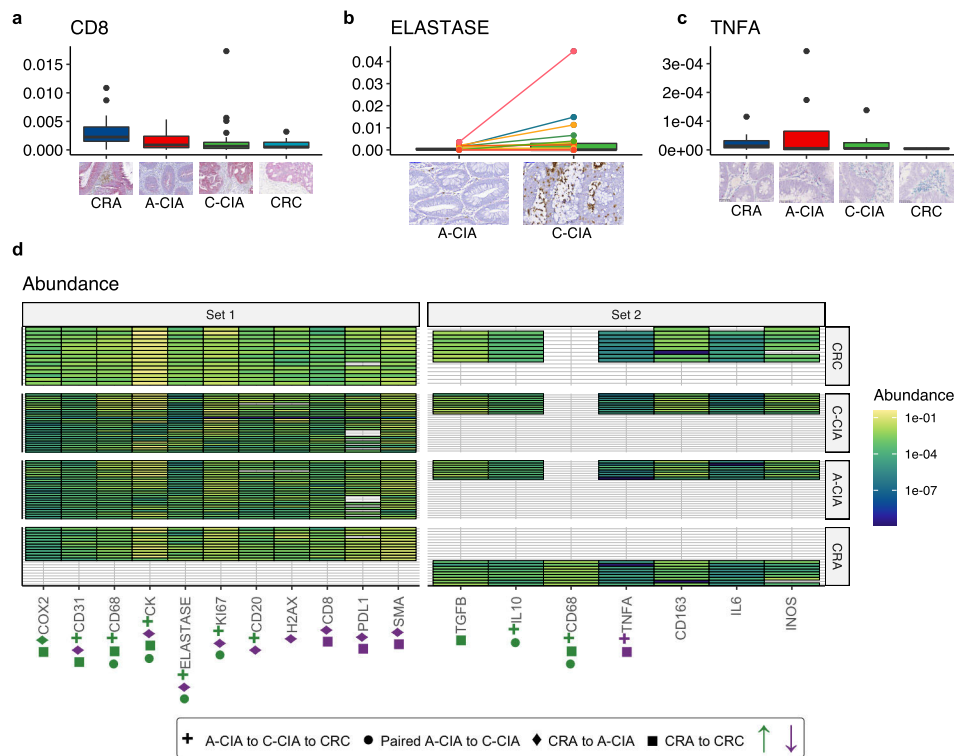 a
CD8
0.015
0.010
0.005
0.000
CRA
A-CIA
C-CIA
CRC
b
ELASTASE
0.04
0.03
0.02
0.01
0.00
A-CIA
C-CIA
c
TNFA
3e-04
2e-04
1e-04
0e+00
CRA
A-CIA
C-CIA
CRC
d
Abundance
Set 1
Set 2
CRC
C-CIA
A-CIA
CRA
COX2
CD31
CD68
CK
ELASTASE
KI67
CD20
H2AX
CD8
PDL1
SMA
TGFB
IL10
CD68
TNFA
CD163
IL6
INOS
Abundance
1e-01
1e-04
1e-07
A-CIA to C-CIA to CRC
Paired A-CIA to C-CIA
CRA to A-CIA
CRA to CRC